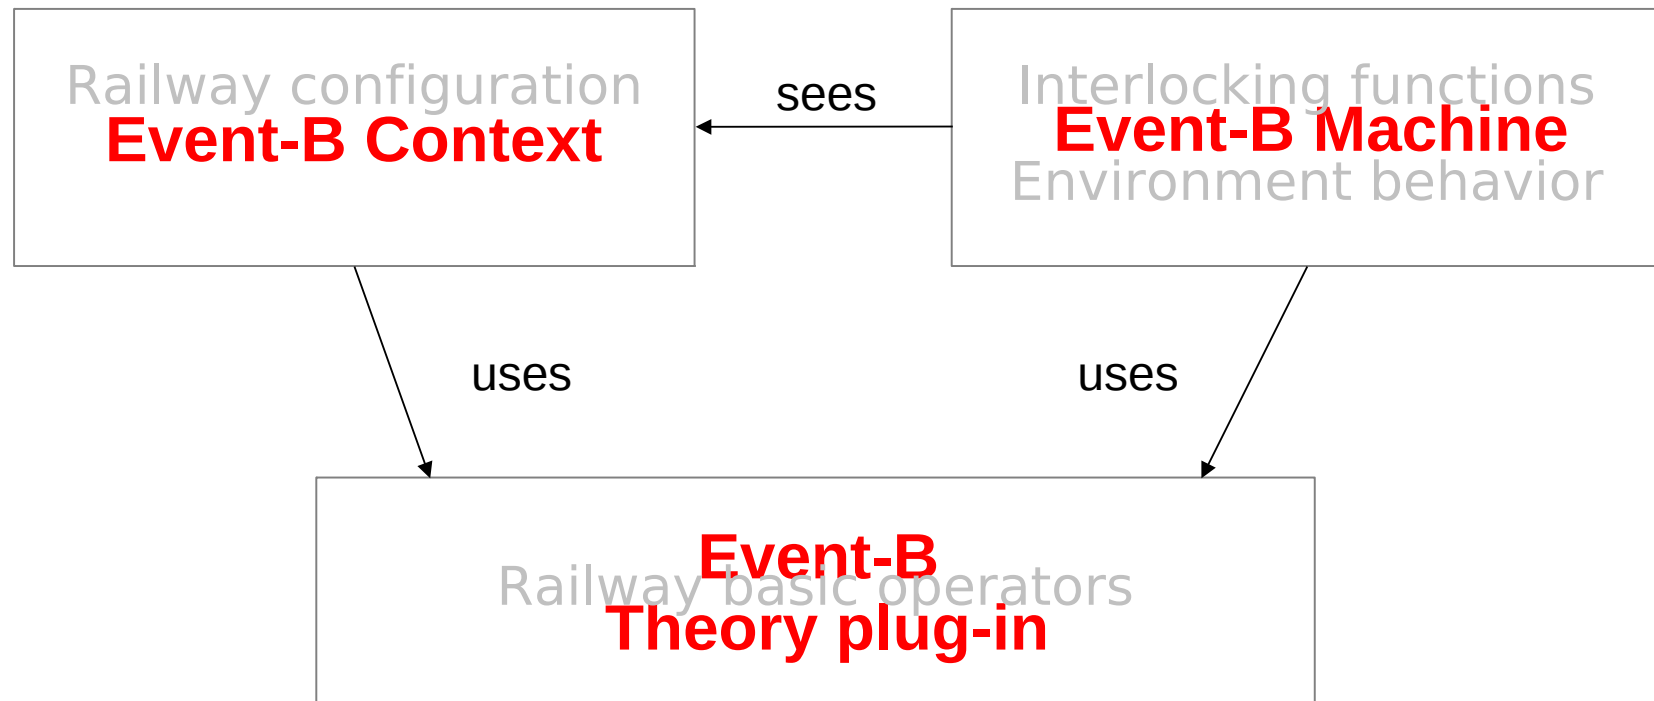 Railway configuration
Event-B Context
sees
Interlocking functions
Event-B Machine
Environment behavior
uses
uses
Event-B
Railway basic operators
Theory plug-in